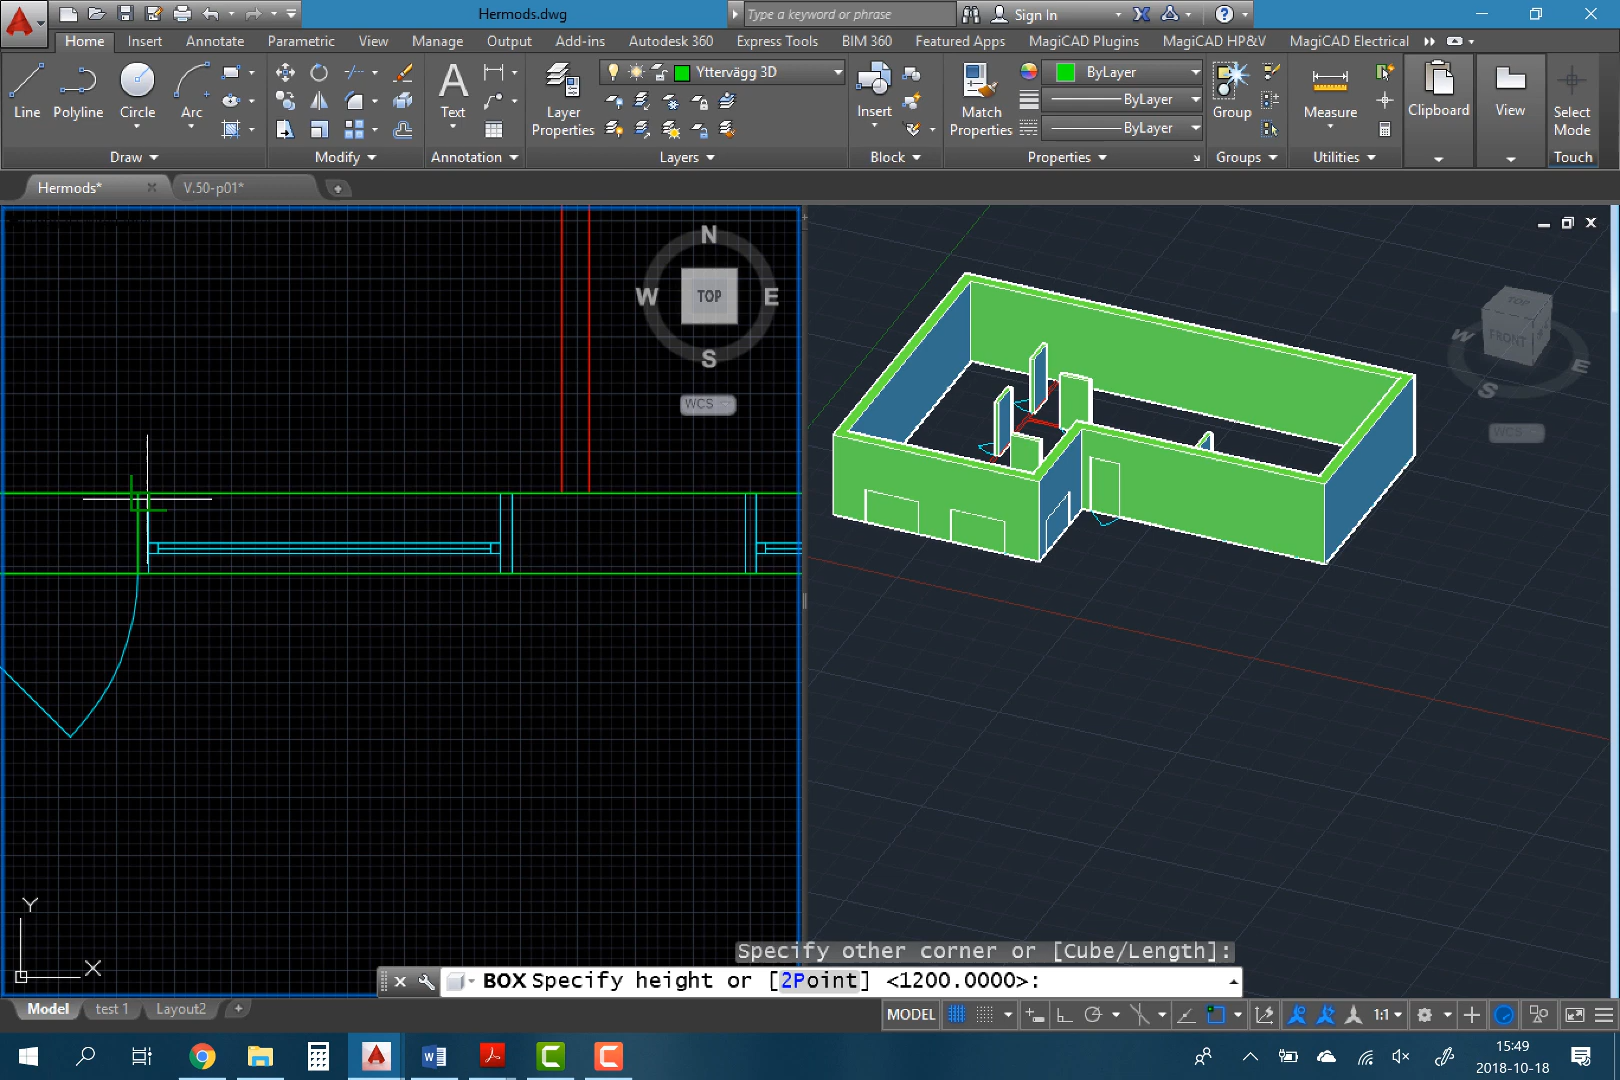 Hermods.dwg
Type a keyword or phrase
Sign In
Home Insert Annotate Parametric View Manage Output Add-ins Autodesk 360 Express Tools BIM 360 Featured Apps MagiCAD Plugins MagiCAD HP&V MagiCAD Electrical
Line Polyline Circle Arc
Draw
Modify
Text
Annotation
Layer
Properties
Yttervägg 3D
Layers
Insert
Block
Match
Properties
ByLayer
ByLayer
ByLayer
Properties
Group
Groups
Measure
Utilities
Clipboard
View
Select
Mode
Touch
Hermods* V.50-p01*
N
W TOP E
S
WCS
TOP
FRONT
W E
S
WCS
Y
X
Specify other corner or [Cube/Length]:
BOX Specify height or [2Point] <1200.0000>:
Model test 1 Layout2
MODEL 1:1
15:49
2018-10-18